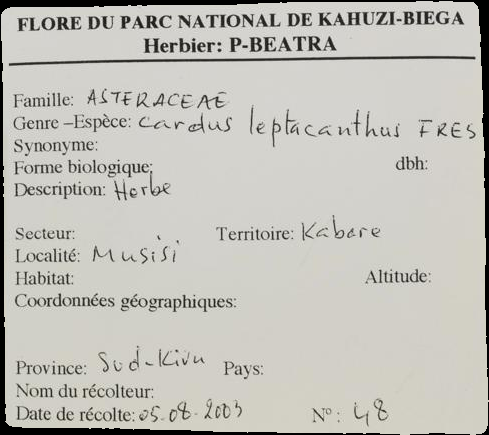 FLORE DU PARC NATIONAL DE KAHUZI-BIEGA
Herbier: P-BEATRA
Famille: ASTERACEAE
Genre –Espèce: Cardus leptacanthus FRES
Synonyme:
Forme biologique: dbh:
Description: Herbe
Secteur: Territoire: Kabare
Localité: Musisi
Habitat: Altitude:
Coordonnées géographiques:
Province: Sud-Kivu Pays:
Nom du récolteur:
Date de récolte: 05.08.2003 N°: 48